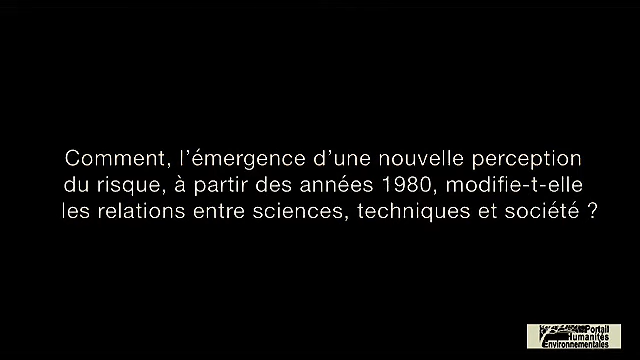 Comment, l'émergence d'une nouvelle perception
du risque, à partir des années 1980, modifie-t-elle
les relations entre sciences, techniques et société ?
Portail
Humanités
Environnementales